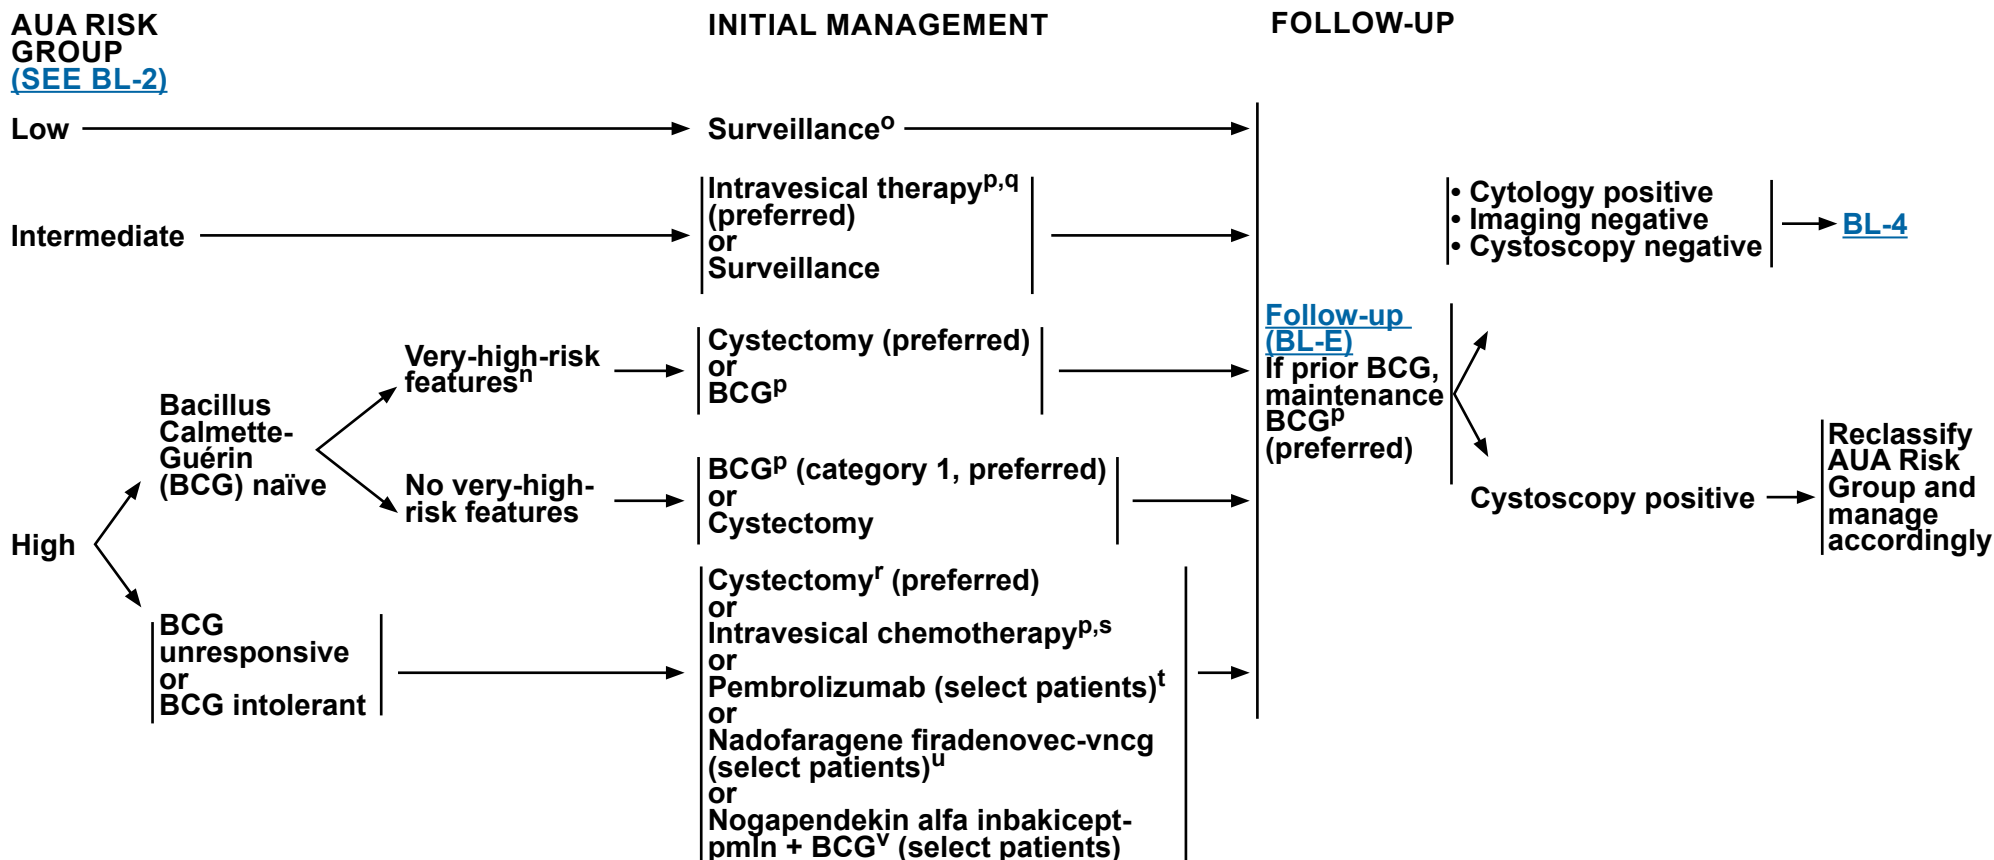 AUA RISK
GROUP
(SEE BL-2)
INITIAL MANAGEMENT
FOLLOW-UP
Low
Surveillanceᵒ
Intermediate
Intravesical therapyᵖ,q
(preferred)
or
Surveillance
• Cytology positive
• Imaging negative
• Cystoscopy negative
BL-4
High
Bacillus
Calmette-
Guérin
(BCG) naïve
Very-high-risk
featuresⁿ
Cystectomy (preferred)
or
BCGᵖ
No very-high-
risk features
BCGᵖ (category 1, preferred)
or
Cystectomy
BCG
unresponsive
or
BCG intolerant
Cystectomyʳ (preferred)
or
Intravesical chemotherapyᵖ,ˢ
or
Pembrolizumab (select patients)ᵗ
or
Nadofaragene firadenovec-vncg
(select patients)ᵘ
or
Nogapendekin alfa inbakicept-
pmln + BCGᵛ (select patients)
Follow-up
(BL-E)
If prior BCG,
maintenance
BCGᵖ
(preferred)
Cystoscopy positive
Reclassify
AUA Risk
Group and
manage
accordingly